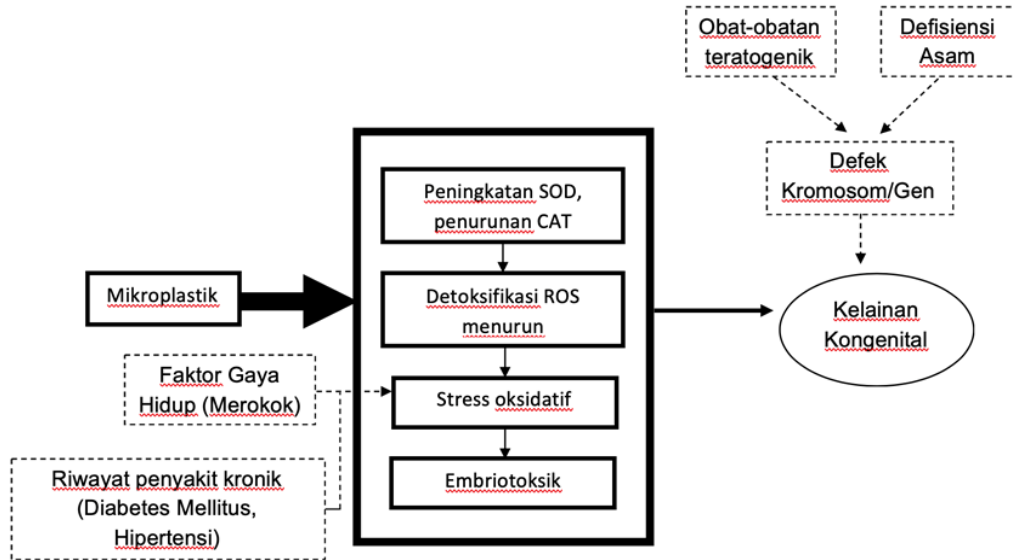 Obat-obatan
teratogenik
Defisiensi
Asam
Defek
Kromosom/Gen
Peningkatan SOD,
penurunan CAT
Mikroplastik
Detoksifikasi ROS
menurun
Kelainan
Kongenital
Faktor Gaya
Hidup (Merokok)
Stress oksidatif
Riwayat penyakit kronik
(Diabetes Mellitus,
Hipertensi)
Embriotoksik